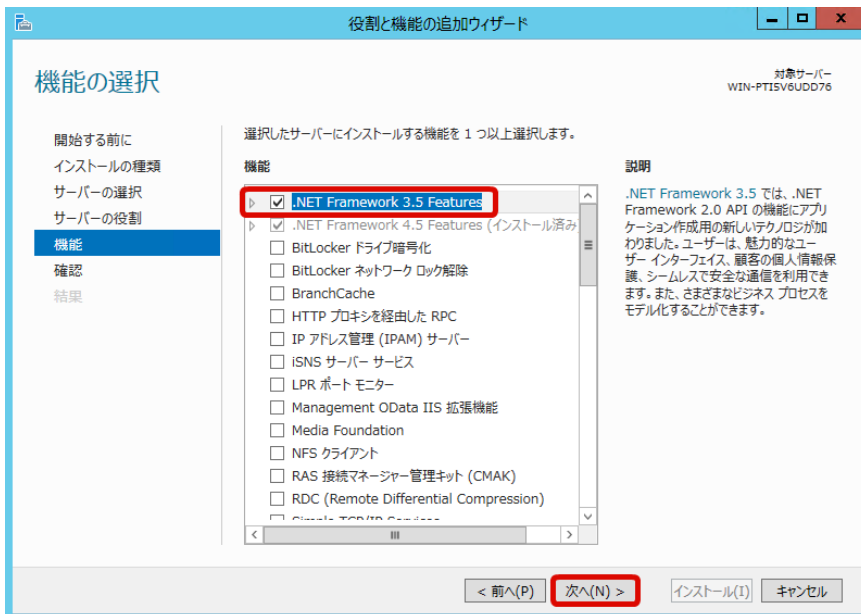 役割と機能の追加ウィザード
機能の選択
対象サーバー
WIN-PTI5V6UDD76
開始する前に
インストールの種類
サーバーの選択
サーバーの役割
機能
確認
結果
選択したサーバーにインストールする機能を 1 つ以上選択します。
機能
.NET Framework 3.5 Features
.NET Framework 4.5 Features (インストール済み
BitLocker ドライブ暗号化
BitLocker ネットワーク ロック解除
BranchCache
HTTP プロキシを経由した RPC
IP アドレス管理 (IPAM) サーバー
iSNS サーバー サービス
LPR ポート モニター
Management OData IIS 拡張機能
Media Foundation
NFS クライアント
RAS 接続マネージャー管理キット (CMAK)
RDC (Remote Differential Compression)
Simple TCP/IP Services
説明
.NET Framework 3.5 では、.NET
Framework 2.0 API の機能にアプリ
ケーション作成用の新しいテクノロジが加
わりました。ユーザーは、魅力的なユー
ザー インターフェイス、顧客の個人情報保
護、シームレスで安全な通信を利用でき
ます。また、さまざまなビジネス プロセスを
モデル化することができます。
< 前へ(P)
次へ(N) >
インストール(I)
キャンセル